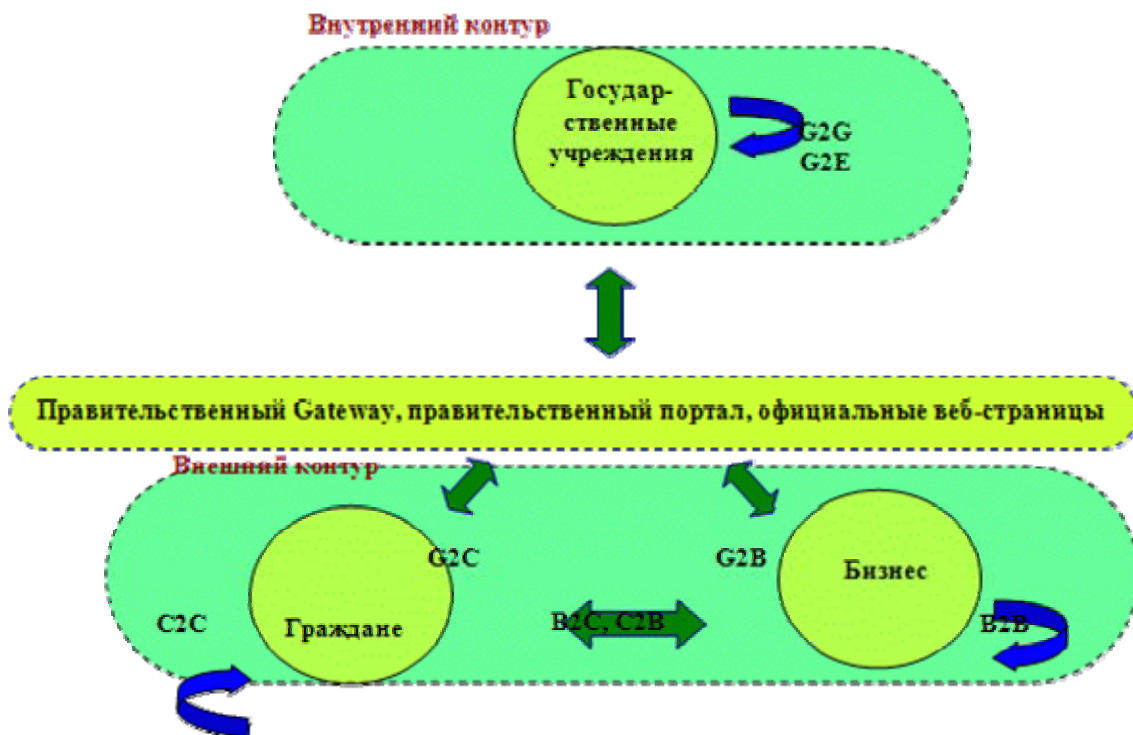 Внутренний контур
Государ-
ственные
учреждения
G2G
G2E
Правительственный Gateway, правительственный портал, официальные веб-страницы
Внешний контур
G2C
G2B
Бизнес
C2C
Граждане
B2C, C2B
B2B